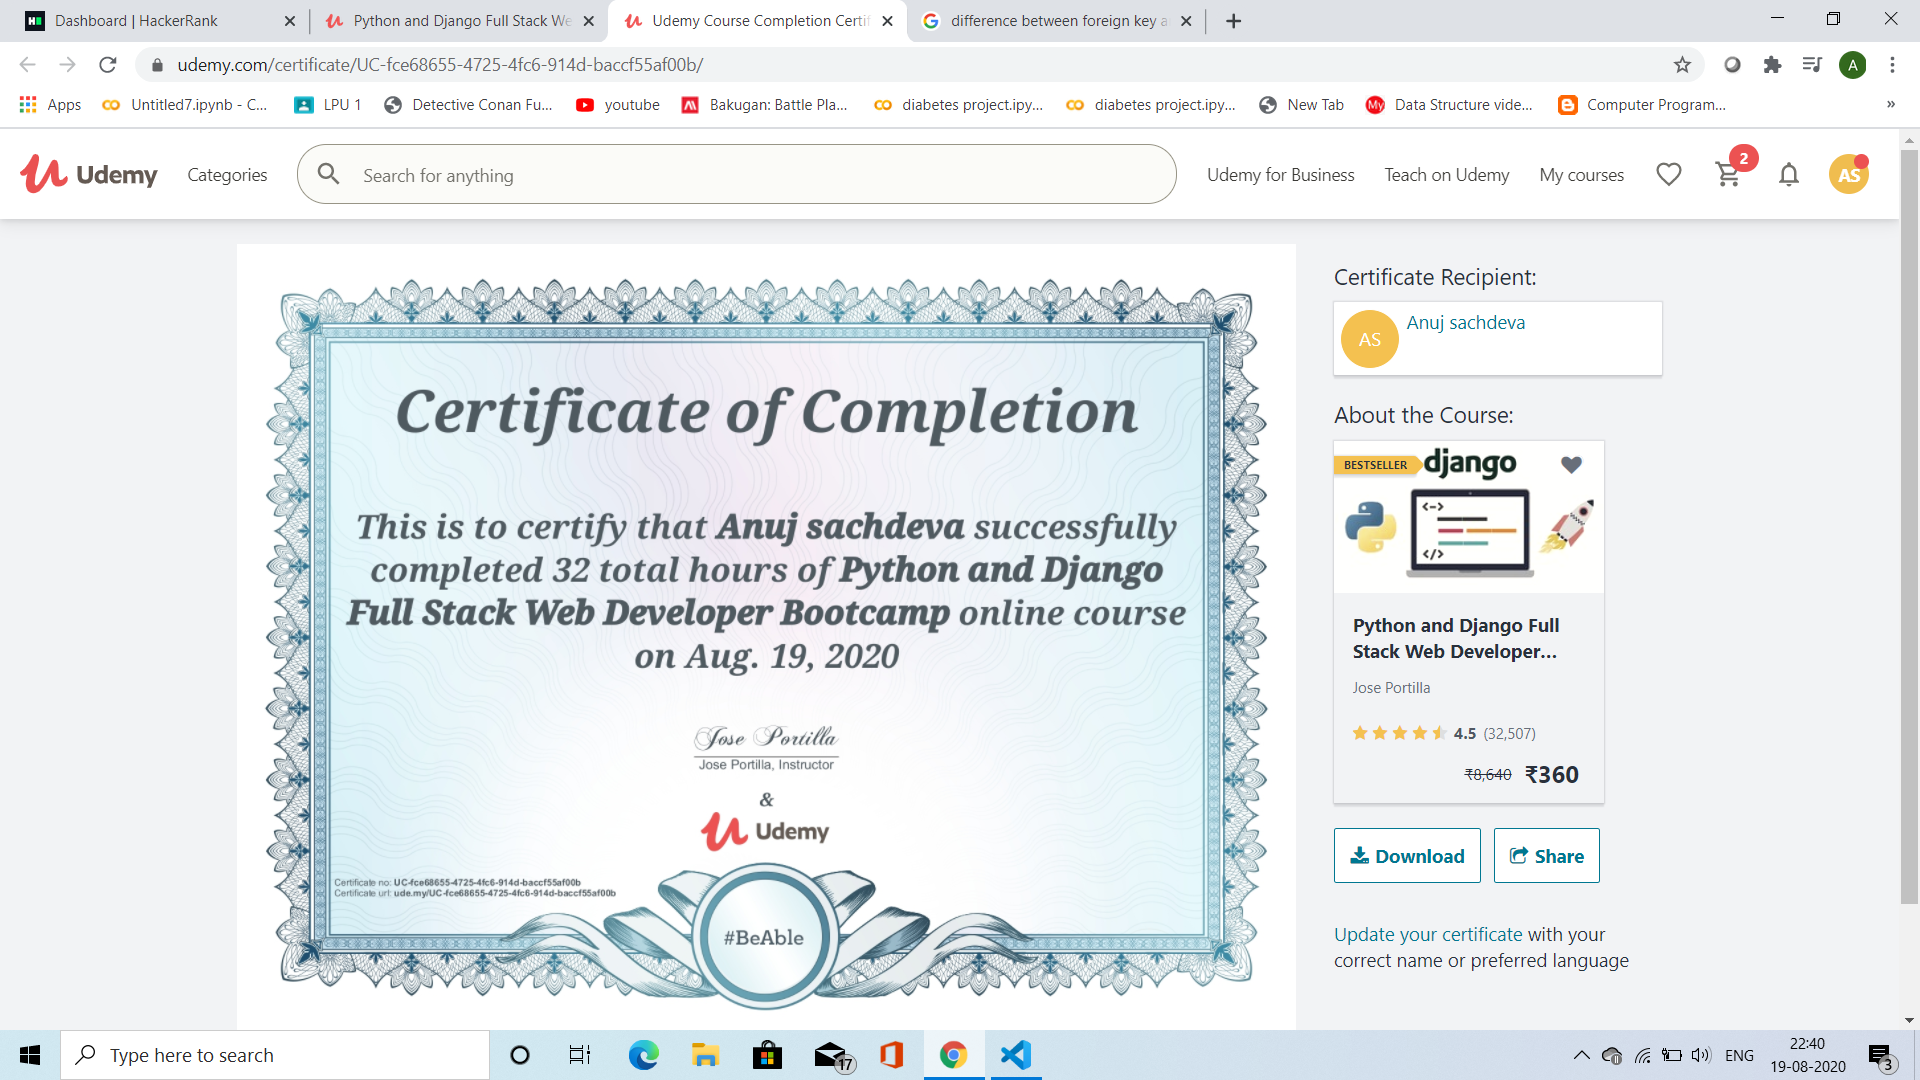 Dashboard | HackerRank
Python and Django Full Stack We
Udemy Course Completion Certif
difference between foreign key a
udemy.com/certificate/UC-fce68655-4725-4fc6-914d-baccf55af00b/
A
Apps
Untitled7.ipynb - C...
LPU 1
Detective Conan Fu...
youtube
Bakugan: Battle Pla...
diabetes project.ipy...
diabetes project.ipy...
New Tab
My
Data Structure vide...
Computer Program...
»
Udemy
Categories
Search for anything
Udemy for Business
Teach on Udemy
My courses
2
AS
Certificate of Completion
This is to certify that Anuj sachdeva successfully
completed 32 total hours of Python and Django
Full Stack Web Developer Bootcamp online course
on Aug. 19, 2020
Jose Portilla
Jose Portilla, Instructor
&
Udemy
Certificate no: UC-fce68655-4725-4fc6-914d-baccf55af00b
Certificate url: ude.my/UC-fce68655-4725-4fc6-914d-baccf55af00b
#BeAble
Certificate Recipient:
AS
Anuj sachdeva
About the Course:
BESTSELLER
django
<->
</>
Python and Django Full
Stack Web Developer...
Jose Portilla
4.5 (32,507)
₹8,640 ₹360
Download
Share
Update your certificate with your
correct name or preferred language
Type here to search
17
ENG
22:40
19-08-2020
3